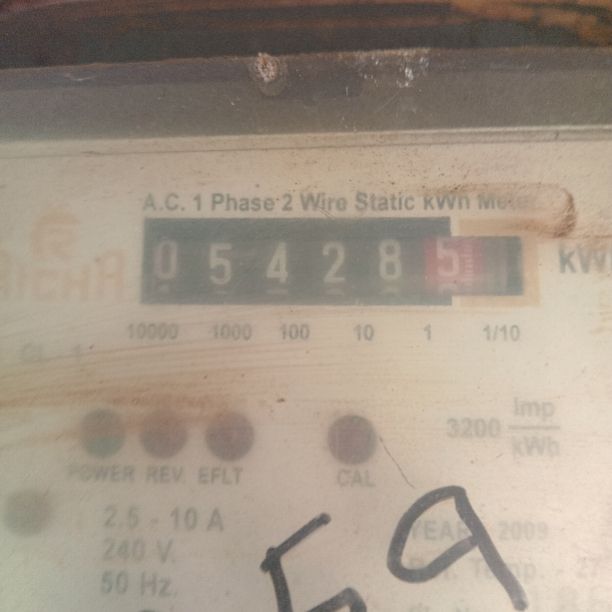 A.C. 1 Phase 2 Wire Static kWh Meter
0 5 4 2 8 5 kWh
10000 1000 100 10 1 1/10
3200 Imp/kWh
POWER REV. EFLT CAL
2.5 - 10 A
YEAR 2009
240 V.
50 Hz.
59